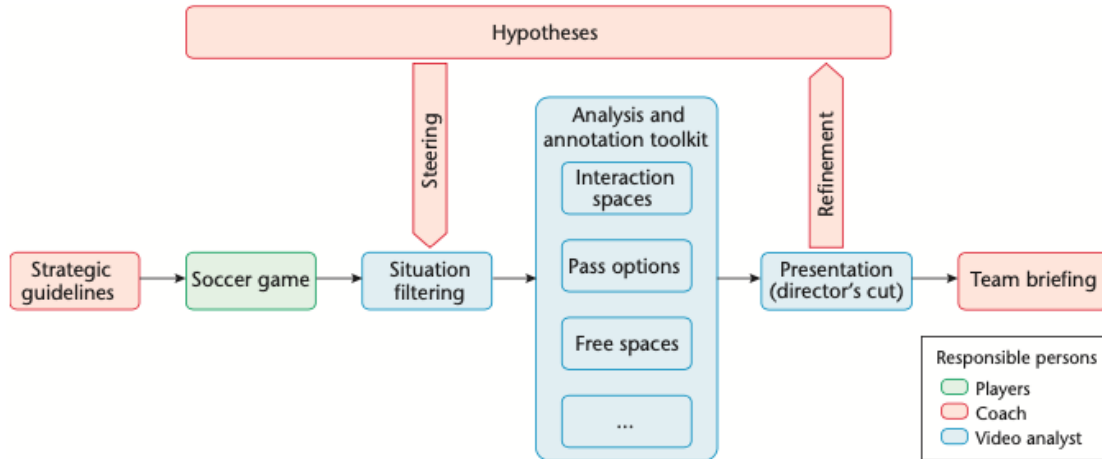 Hypotheses
Steering
Refinement
Analysis and
annotation toolkit
Interaction
spaces
Pass options
Free spaces
...
Strategic
guidelines
Soccer game
Situation
filtering
Presentation
(director's cut)
Team briefing
Responsible persons
Players
Coach
Video analyst